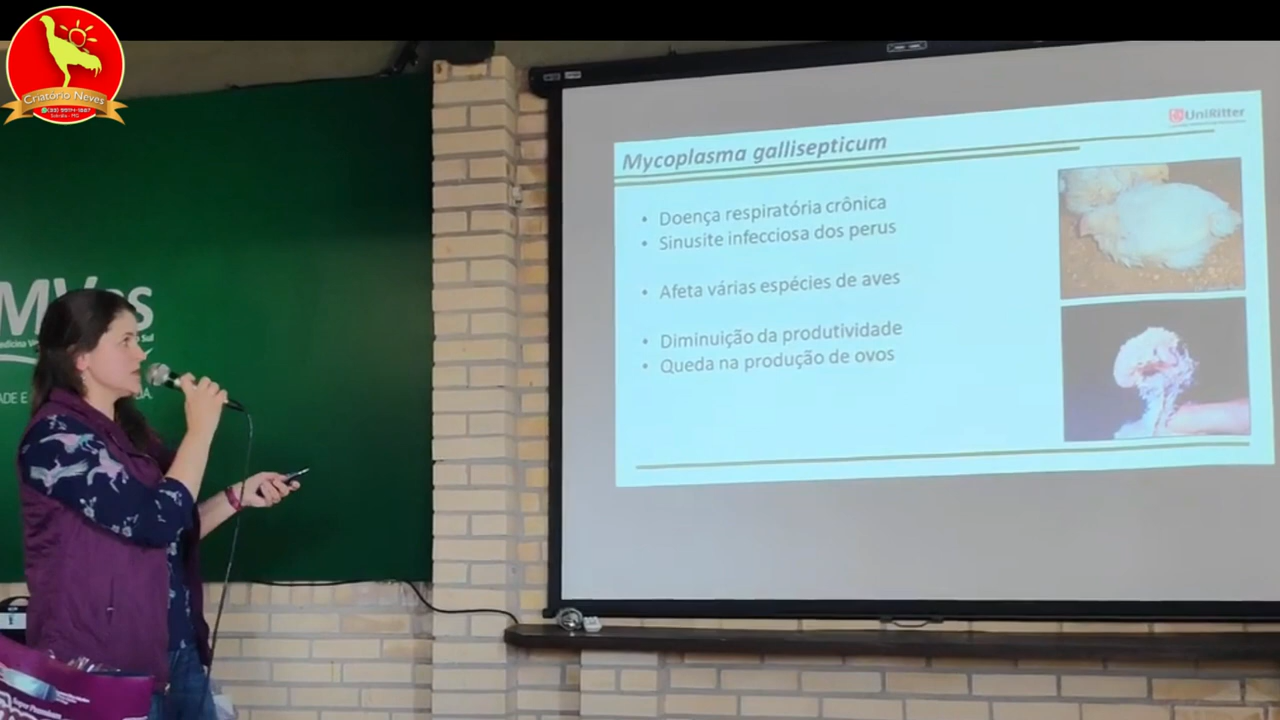 Criatório Neves
UniRitter
Mycoplasma gallisepticum
• Doença respiratória crônica
• Sinusite infecciosa dos perus
• Afeta várias espécies de aves
• Diminuição da produtividade
• Queda na produção de ovos
ADE E